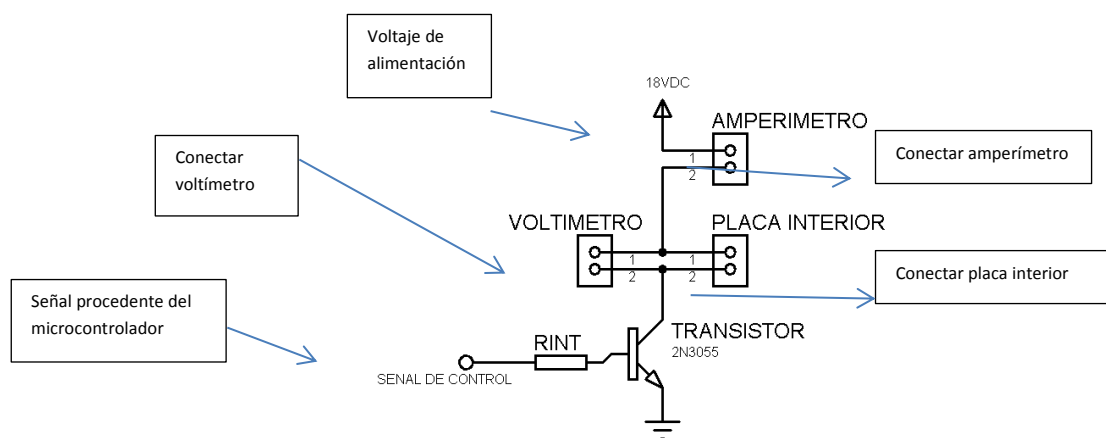 Voltaje de
alimentación
18VDC
AMPERIMETRO
1
2
Conectar amperímetro
Conectar
voltímetro
VOLTIMETRO
PLACA INTERIOR
1
2
1
2
Conectar placa interior
Señal procedente del
microcontrolador
RINT
TRANSISTOR
2N3055
SENAL DE CONTROL